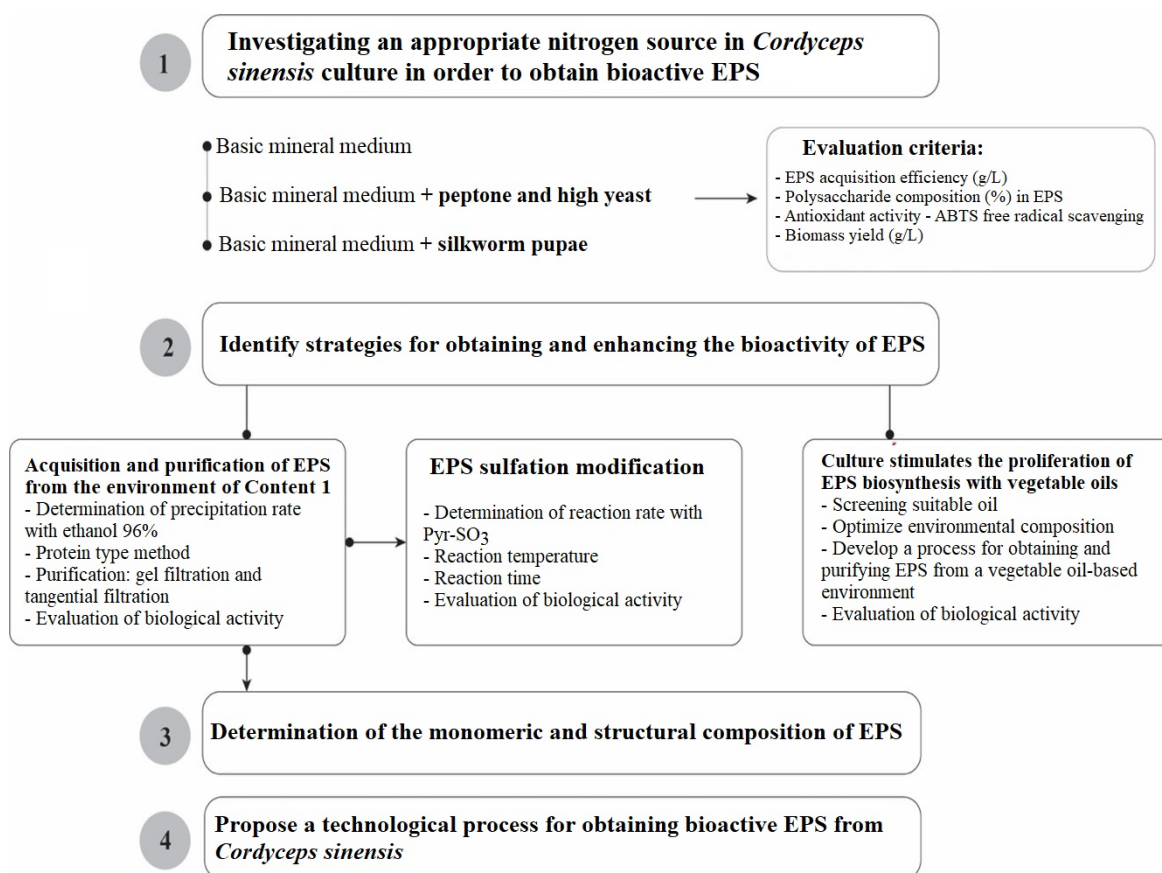 1
Investigating an appropriate nitrogen source in Cordyceps
sinensis culture in order to obtain bioactive EPS
Basic mineral medium
Basic mineral medium + peptone and high yeast
Basic mineral medium + silkworm pupae
Evaluation criteria:
- EPS acquisition efficiency (g/L)
- Polysaccharide composition (%) in EPS
- Antioxidant activity - ABTS free radical scavenging
- Biomass yield (g/L)
2
Identify strategies for obtaining and enhancing the bioactivity of EPS
Acquisition and purification of EPS
from the environment of Content 1
- Determination of precipitation rate
with ethanol 96%
- Protein type method
- Purification: gel filtration and
tangential filtration
- Evaluation of biological activity
EPS sulfation modification
- Determination of reaction rate with
Pyr-SO3
- Reaction temperature
- Reaction time
- Evaluation of biological activity
Culture stimulates the proliferation of
EPS biosynthesis with vegetable oils
- Screening suitable oil
- Optimize environmental composition
- Develop a process for obtaining and
purifying EPS from a vegetable oil-based
environment
- Evaluation of biological activity
3
Determination of the monomeric and structural composition of EPS
4
Propose a technological process for obtaining bioactive EPS from
Cordyceps sinensis